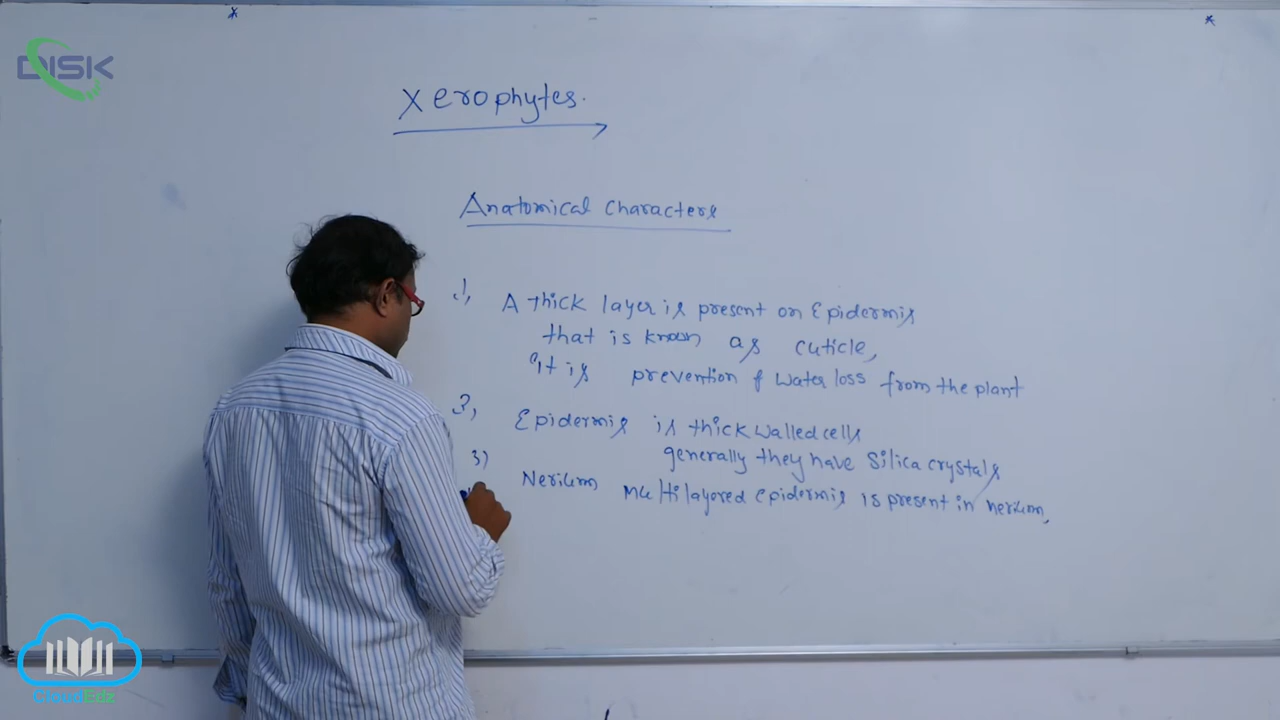 DISK
Xerophytes.
Anatomical characters
1, A thick layer is present on Epidermis
that is known as cuticle,
It is prevention of water loss from the plant
2, Epidermis is thick walled cells
generally they have silica crystals
3) Nerium Multilayered epidermis is present in nerium,
CloudEdz